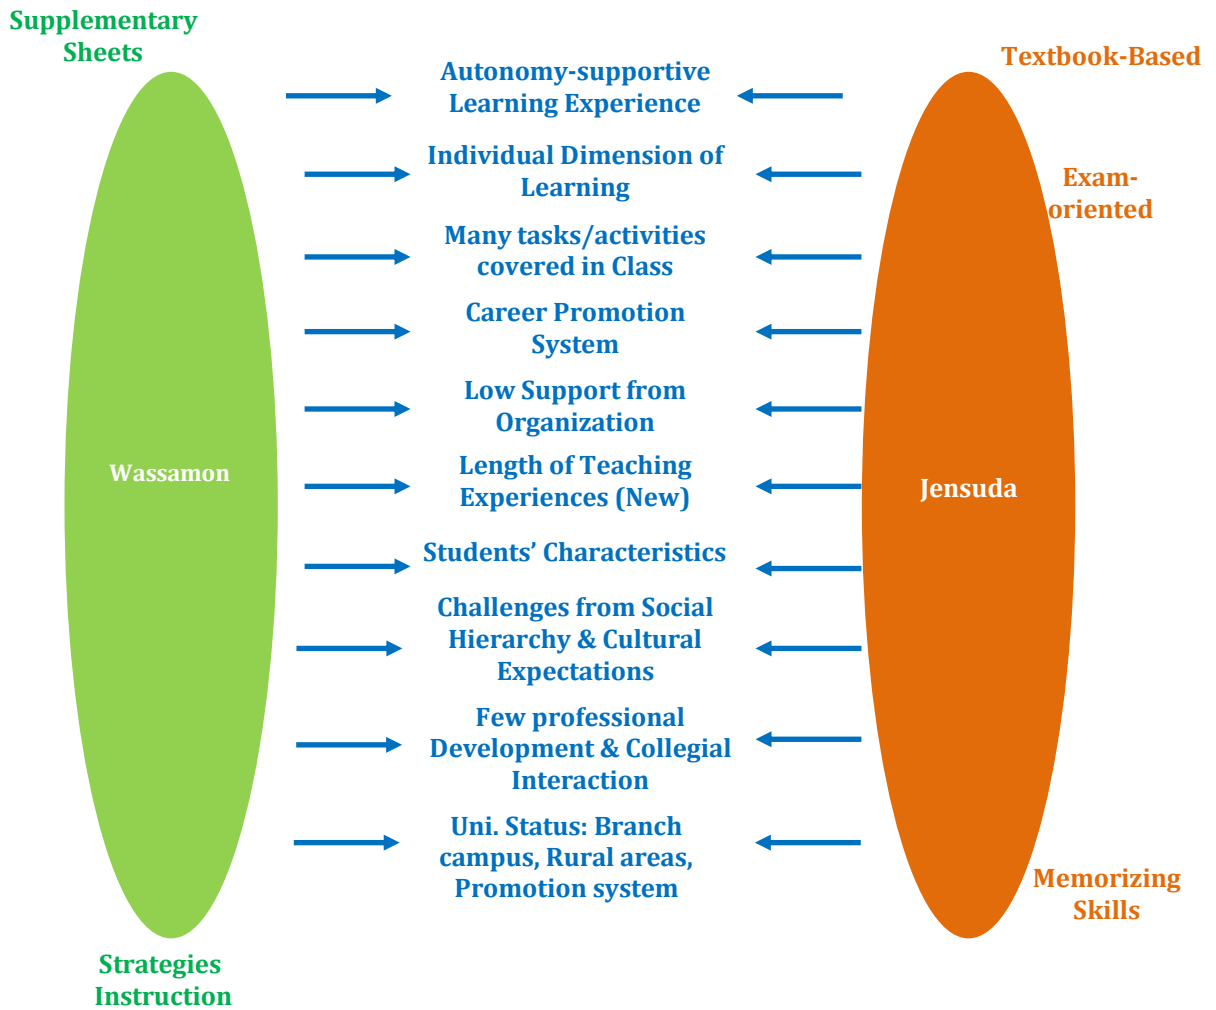 Supplementary
Sheets
Textbook-Based
Autonomy-supportive
Learning Experience
Individual Dimension of
Learning
Exam-
oriented
Many tasks/activities
covered in Class
Career Promotion
System
Low Support from
Organization
Wassamon
Length of Teaching
Experiences (New)
Jensuda
Students’ Characteristics
Challenges from Social
Hierarchy & Cultural
Expectations
Few professional
Development & Collegial
Interaction
Uni. Status: Branch
campus, Rural areas,
Promotion system
Memorizing
Skills
Strategies
Instruction